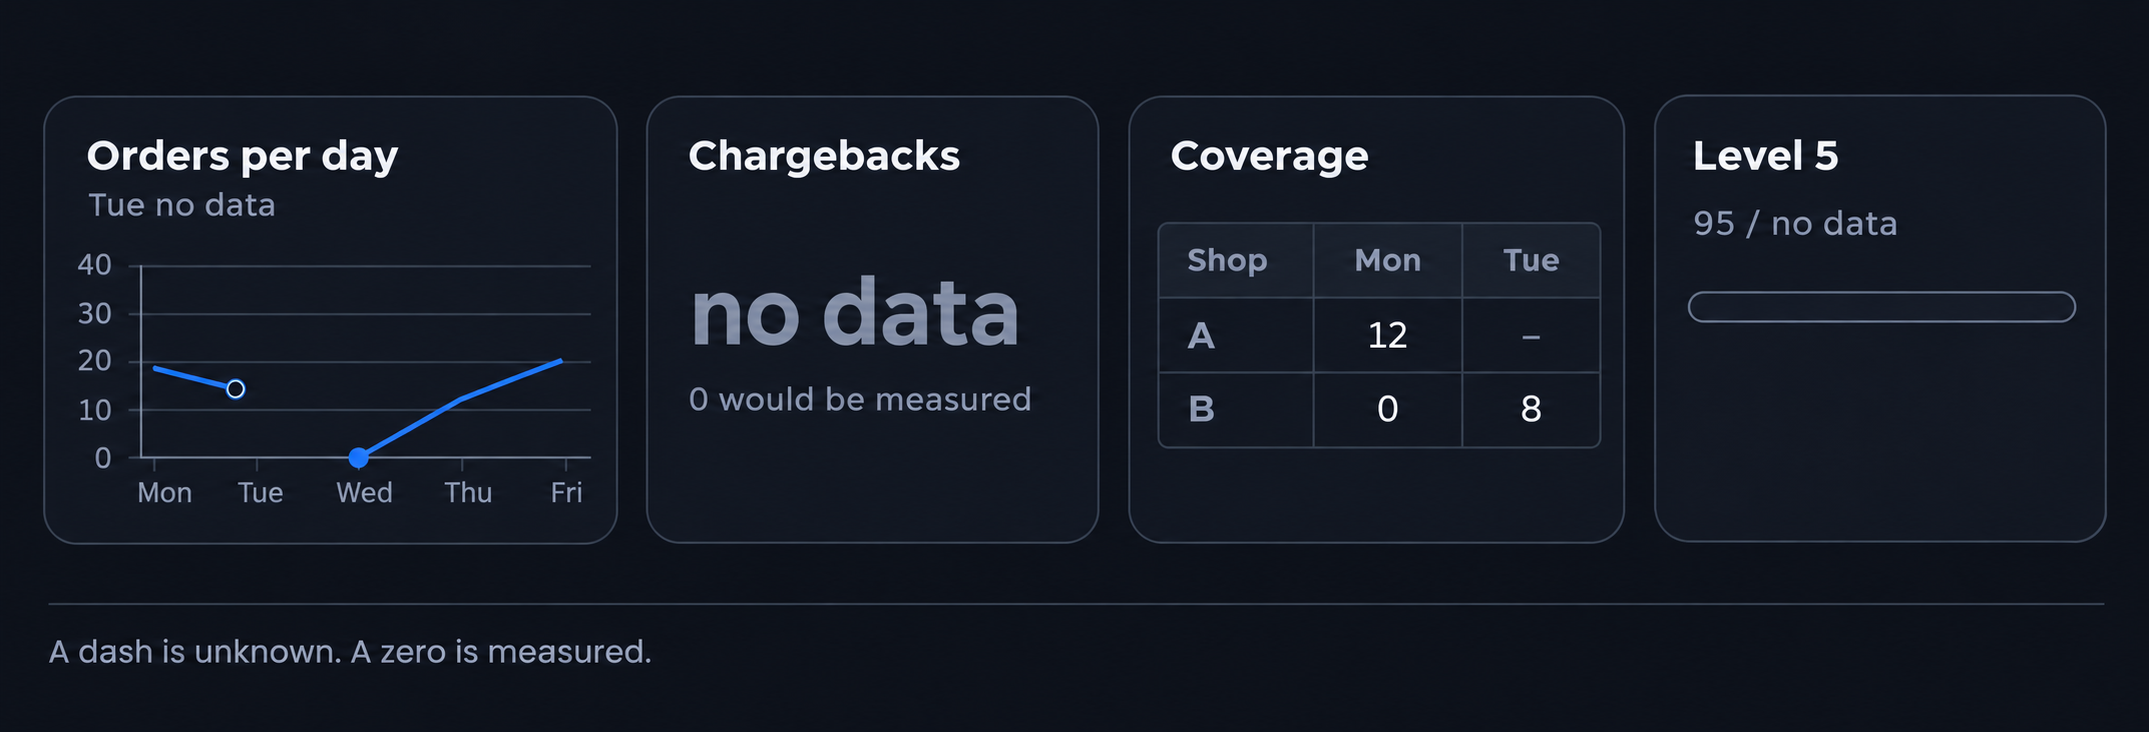 Orders per day
Tue no data
40
30
20
10
0
Mon Tue Wed Thu Fri
Chargebacks
no data
0 would be measured
Coverage
Shop Mon Tue
A 12 –
B 0 8
Level 5
95 / no data
A dash is unknown. A zero is measured.